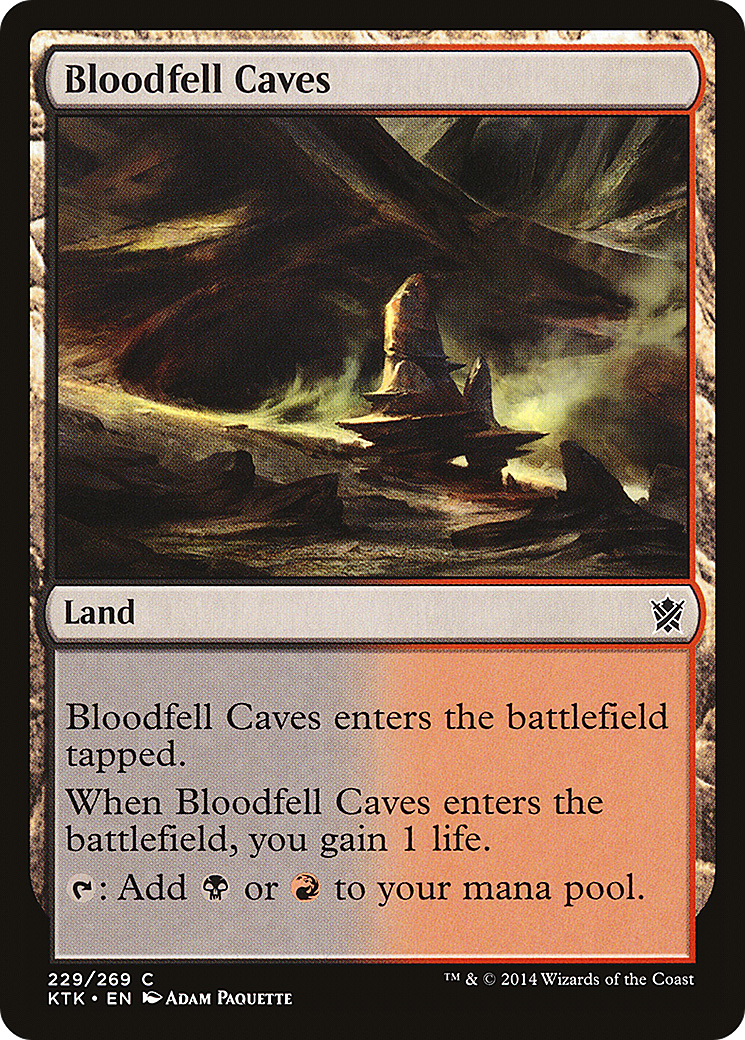 Bloodfell Caves
Land
Bloodfell Caves enters the battlefield
tapped.
When Bloodfell Caves enters the
battlefield, you gain 1 life.
: Add or to your mana pool.
229/269 C
KTK • EN ADAM PAQUETTE
™ & © 2014 Wizards of the Coast